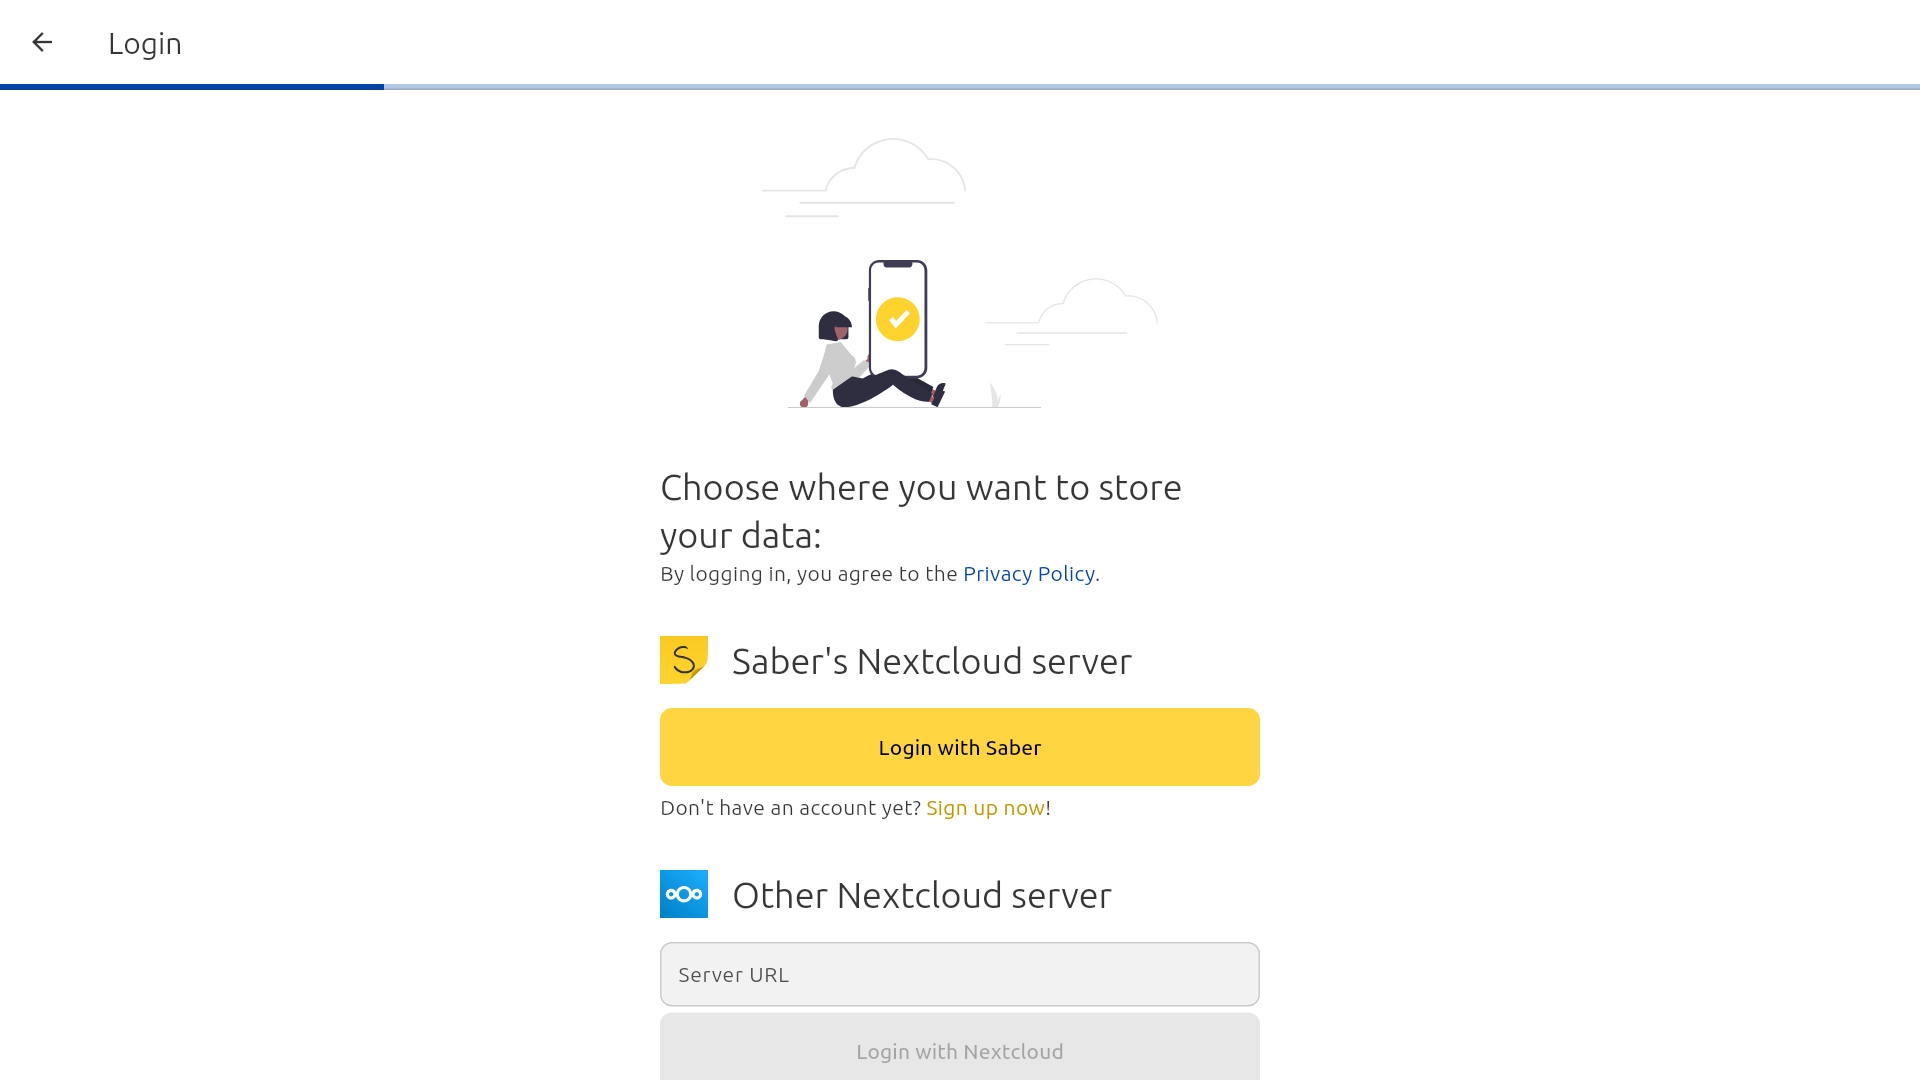 Login
Choose where you want to store
your data:
By logging in, you agree to the Privacy Policy.
S
Saber's Nextcloud server
Login with Saber
Don't have an account yet? Sign up now!
Other Nextcloud server
Server URL
Login with Nextcloud